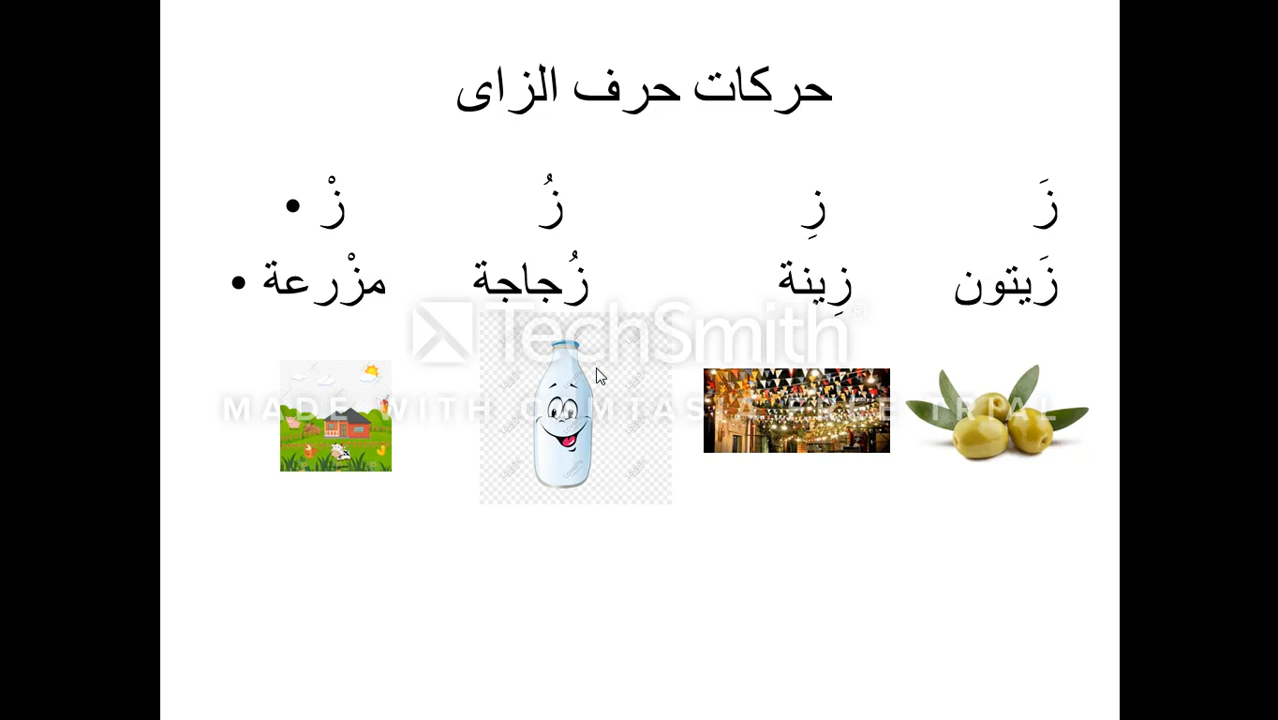 حركات حرف الزاى
زَ زِ زُ زْ •
زَيتون زِينة زُجاجة مزْرعة •
TechSmith®
MADE WITH CAMTASIA FREE TRIAL